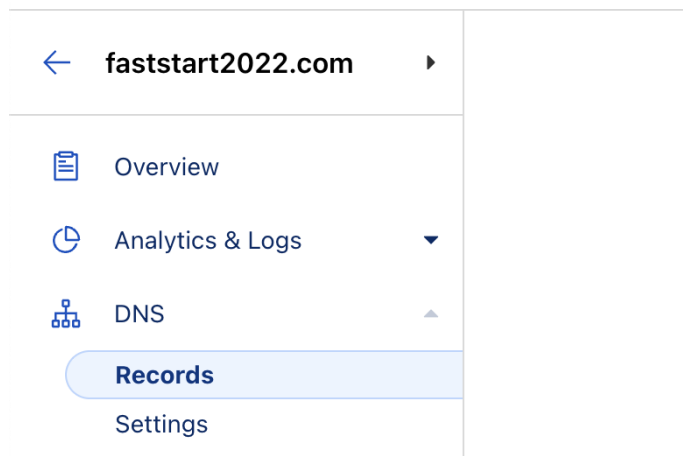 faststart2022.com
Overview
Analytics & Logs
DNS
Records
Settings